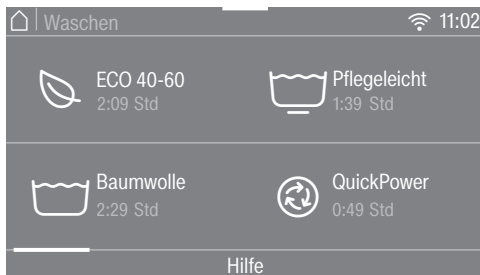 Waschen 11:02
ECO 40-60
2:09 Std
Pflegeleicht
1:39 Std
Baumwolle
2:29 Std
QuickPower
0:49 Std
Hilfe